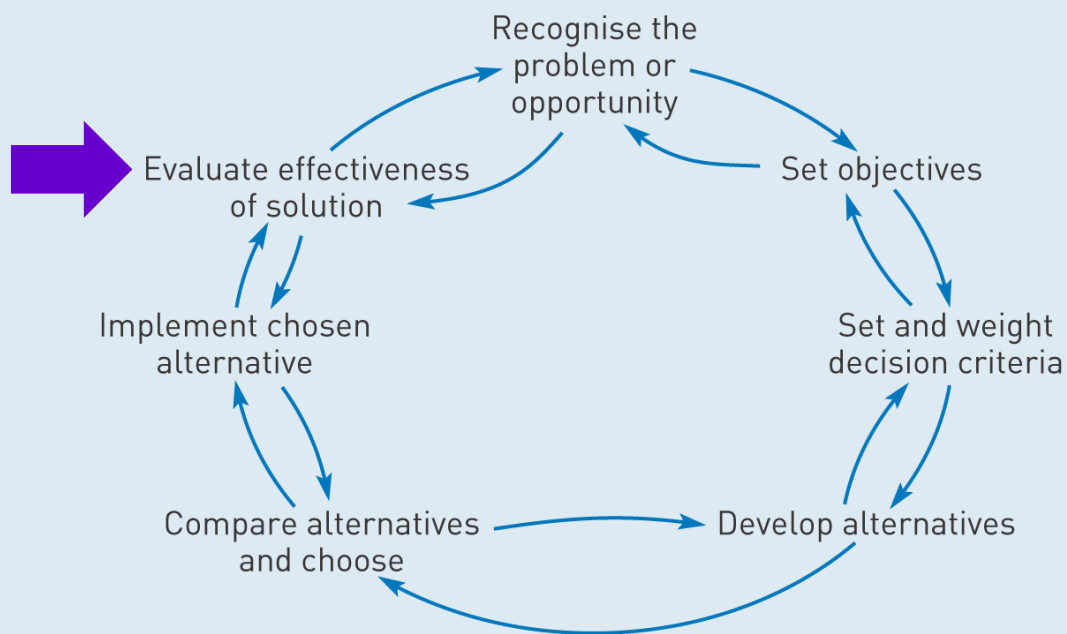 Recognise the
problem or
opportunity
Set objectives
Set and weight
decision criteria
Develop alternatives
Compare alternatives
and choose
Implement chosen
alternative
Evaluate effectiveness
of solution